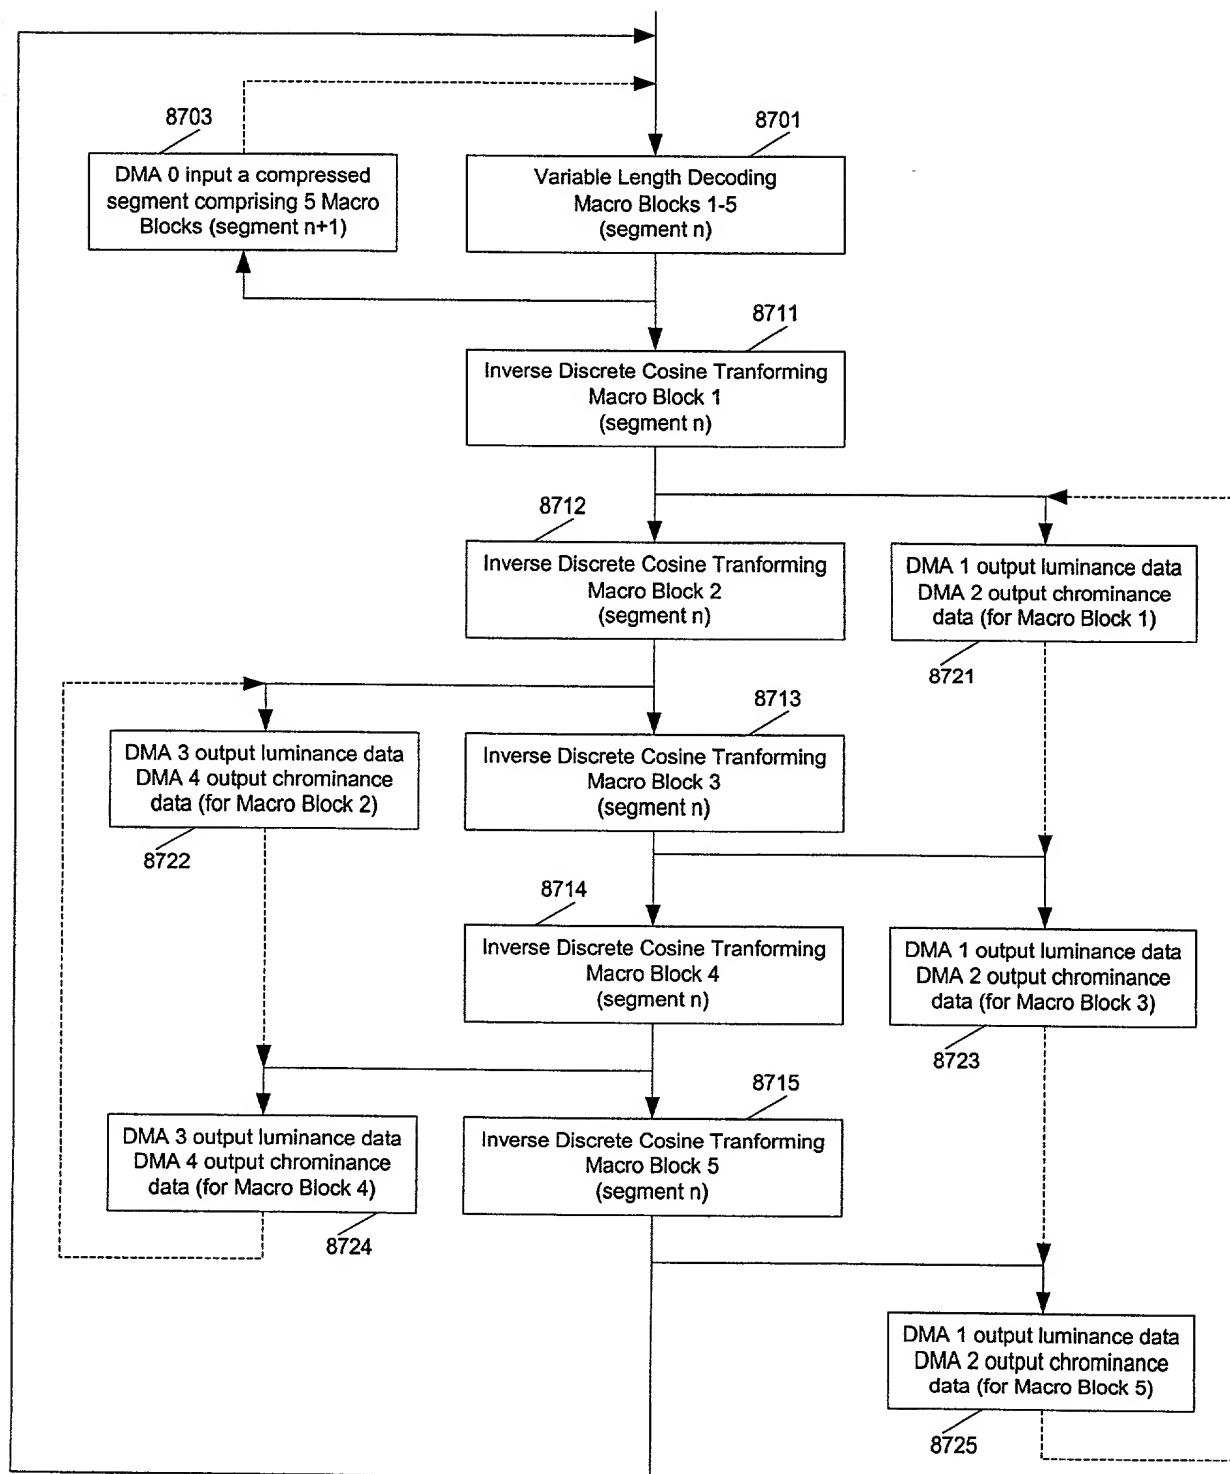 8703
8701
DMA 0 input a compressed
segment comprising 5 Macro
Blocks (segment n+1)
Variable Length Decoding
Macro Blocks 1-5
(segment n)
8711
Inverse Discrete Cosine Tranforming
Macro Block 1
(segment n)
8712
Inverse Discrete Cosine Tranforming
Macro Block 2
(segment n)
DMA 1 output luminance data
DMA 2 output chrominance
data (for Macro Block 1)
8721
8713
DMA 3 output luminance data
DMA 4 output chrominance
data (for Macro Block 2)
8722
Inverse Discrete Cosine Tranforming
Macro Block 3
(segment n)
8714
Inverse Discrete Cosine Tranforming
Macro Block 4
(segment n)
DMA 1 output luminance data
DMA 2 output chrominance
data (for Macro Block 3)
8723
8715
DMA 3 output luminance data
DMA 4 output chrominance
data (for Macro Block 4)
8724
Inverse Discrete Cosine Tranforming
Macro Block 5
(segment n)
DMA 1 output luminance data
DMA 2 output chrominance
data (for Macro Block 5)
8725